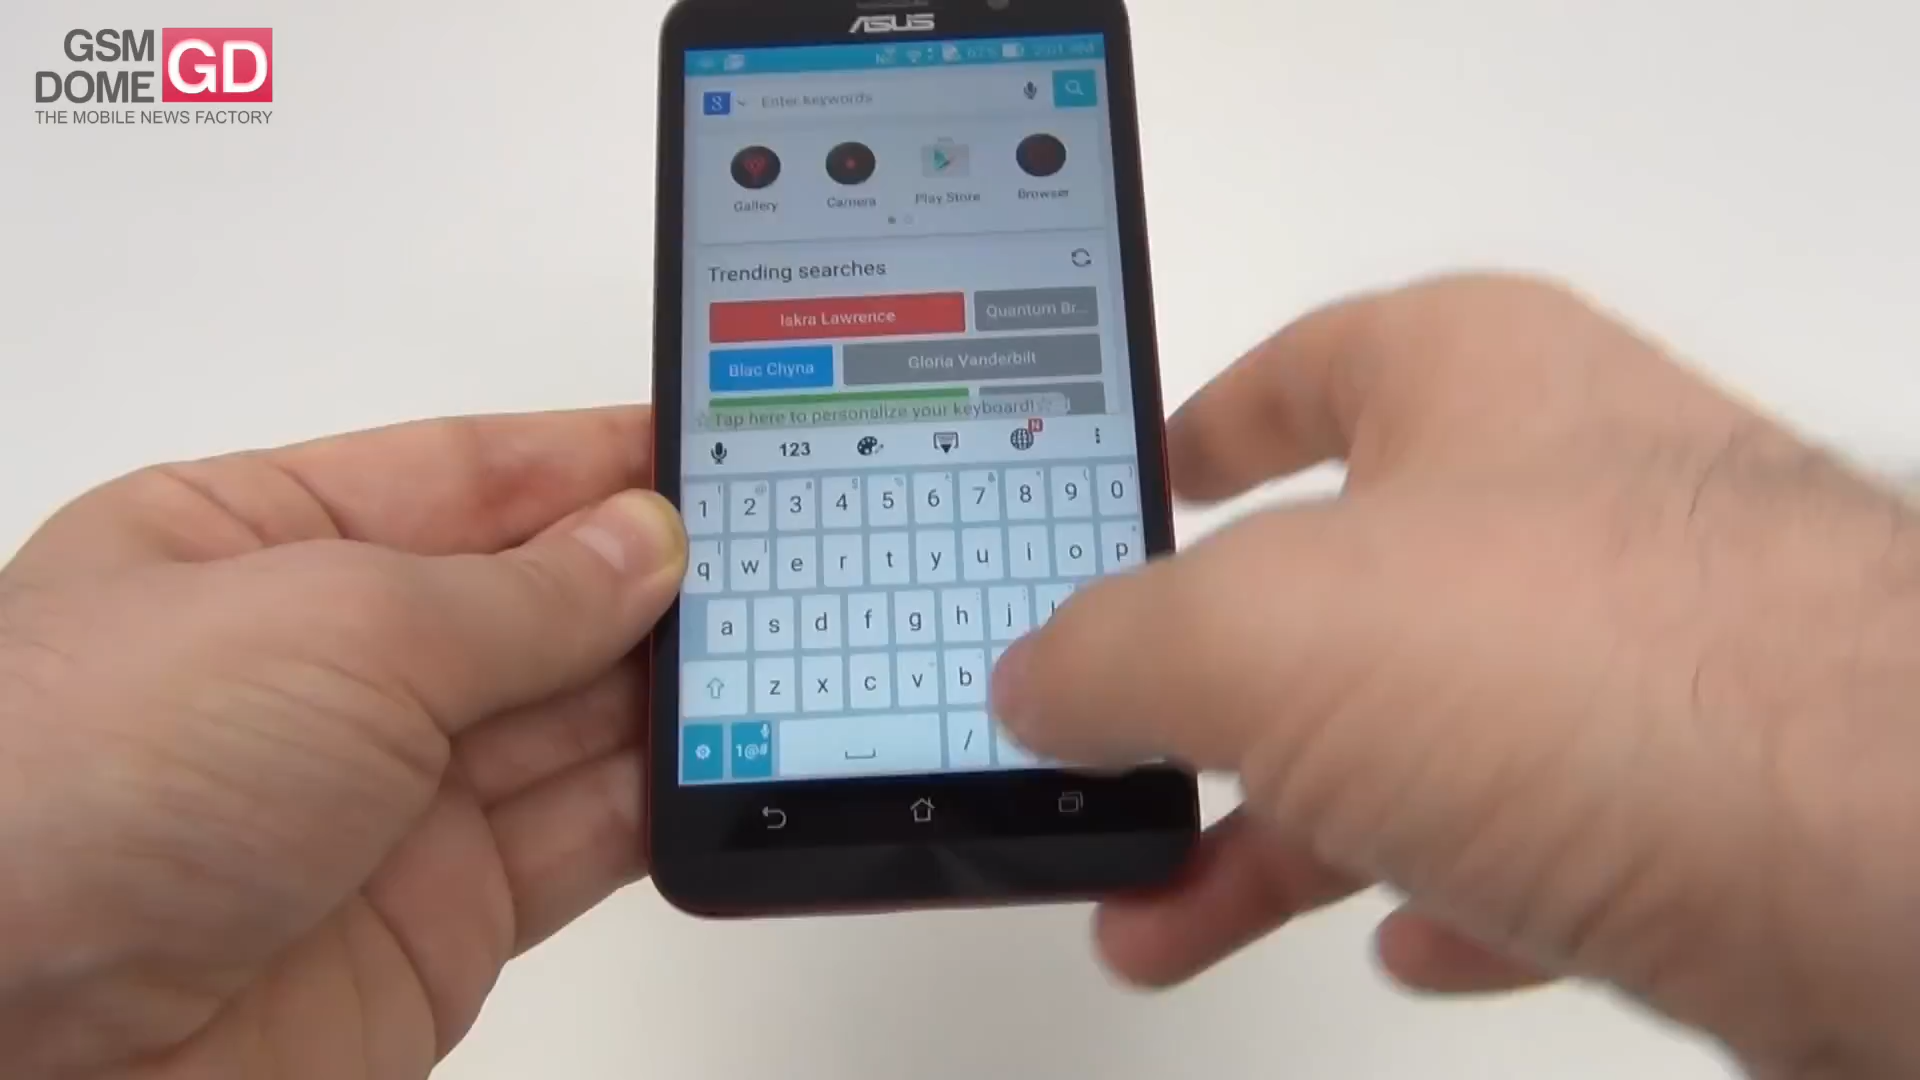 GSM
DOME
GD
THE MOBILE NEWS FACTORY
ASUS
8 Enter keywords
Gallery Camera Play Store Browser
Trending searches
Iskra Lawrence Quantum Br...
Blac Chyna Gloria Vanderbilt
Tap here to personalize your keyboard!
123 N
1 2 3 4 5 6 7 8 9 0
q w e r t y u i o p
a s d f g h j
z x c v b
1@# /